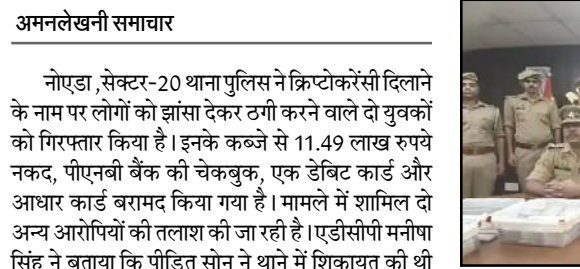 अमनलेखनी समाचार
नोएडा ,सेक्टर-20 थाना पुलिस ने क्रिप्टोकरेंसी दिलाने
के नाम पर लोगों को झांसा देकर ठगी करने वाले दो युवकों
को गिरफ्तार किया है। इनके कब्जे से 11.49 लाख रुपये
नकद, पीएनबी बैंक की चेकबुक, एक डेबिट कार्ड और
आधार कार्ड बरामद किया गया है। मामले में शामिल दो
अन्य आरोपियों की तलाश की जा रही है।एडीसीपी मनीषा
सिंह ने बताया कि पीड़ित सोनू ने थाने में शिकायत की थी